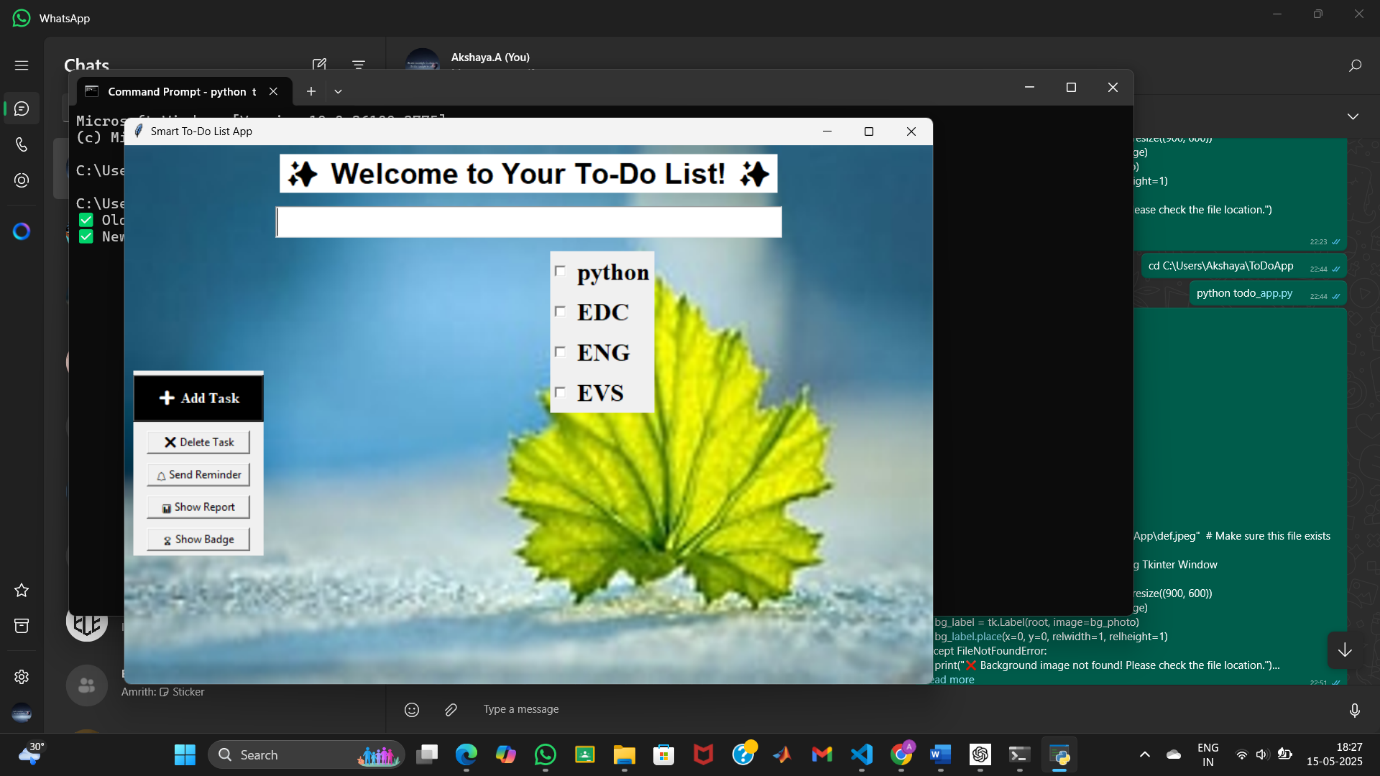 WhatsApp
Chats
Akshaya.A (You)
Command Prompt - python t
(c) Mi
C:\Use
C:\Use
✅ Old
✅ New
Smart To-Do List App
✨ Welcome to Your To-Do List! ✨
python
EDC
ENG
EVS
➕ Add Task
❌ Delete Task
🔔 Send Reminder
📊 Show Report
🏅 Show Badge
resize((900, 600))
age)
o)
eight=1)
lease check the file location.")
22:23
cd C:\Users\Akshaya\ToDoApp
22:44
python todo_app.py
22:44
App\def.jpeg" # Make sure this file exists
g Tkinter Window
resize((900, 600))
ge)
bg_label = tk.Label(root, image=bg_photo)
bg_label.place(x=0, y=0, relwidth=1, relheight=1)
cept FileNotFoundError:
print("❌ Background image not found! Please check the file location.")...
ead more
22:51
Amrith: Sticker
Type a message
30°
Search
ENG
IN
18:27
15-05-2025